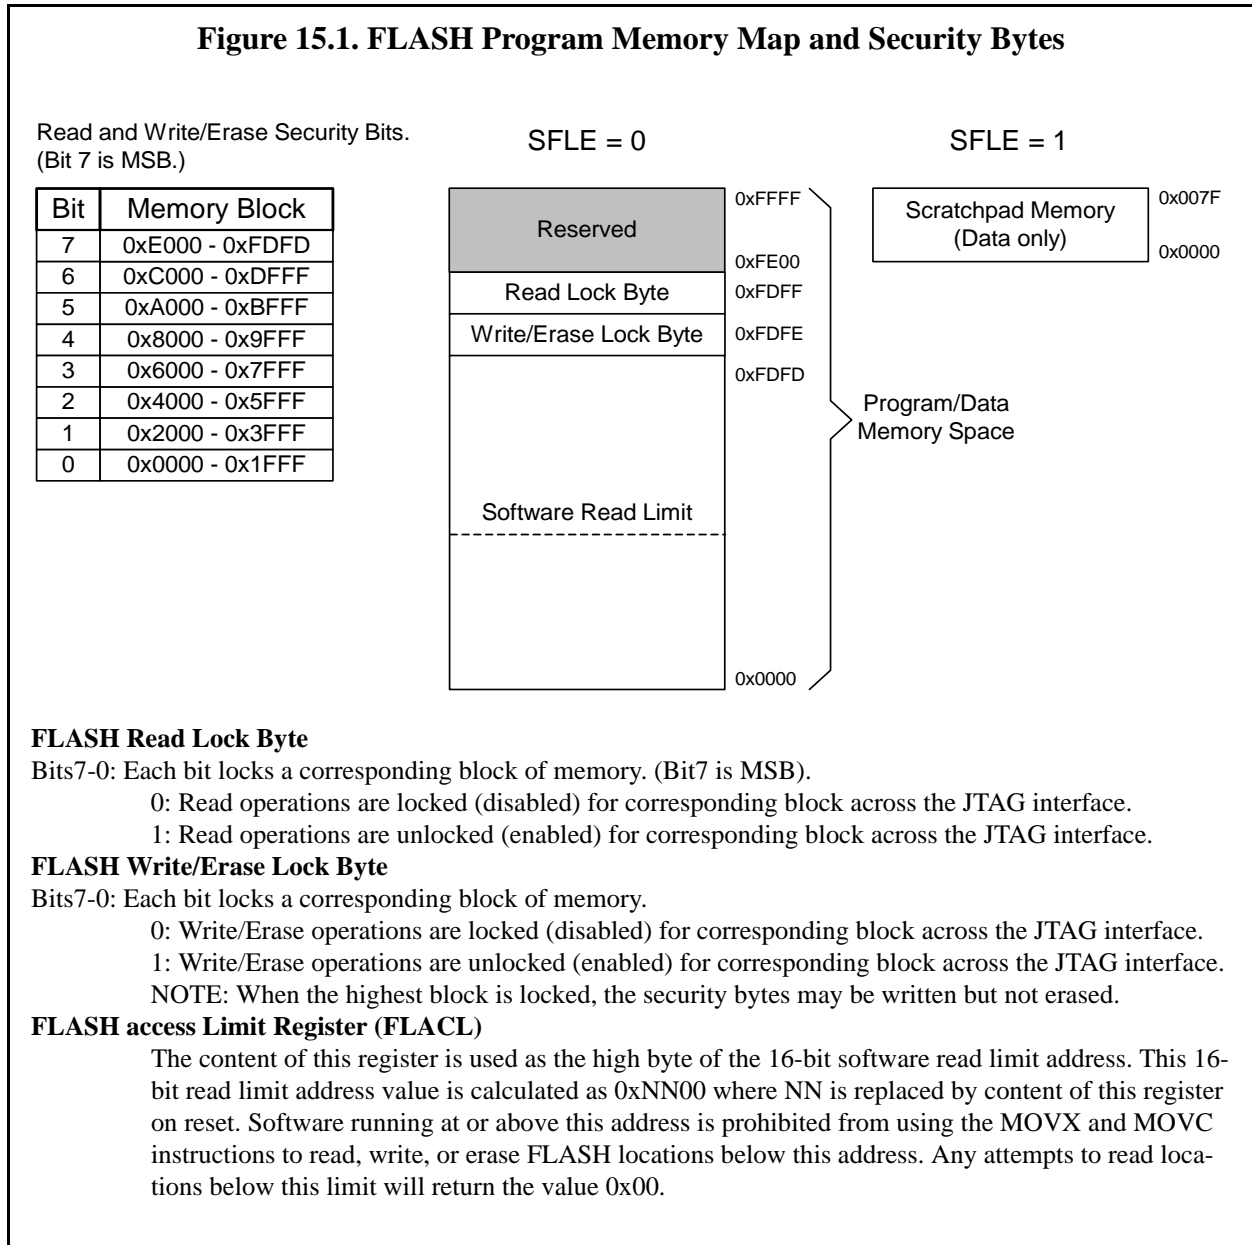 Figure 15.1. FLASH Program Memory Map and Security Bytes
Read and Write/Erase Security Bits.
(Bit 7 is MSB.)
Bit Memory Block
7 0xE000 - 0xFDFD
6 0xC000 - 0xDFFF
5 0xA000 - 0xBFFF
4 0x8000 - 0x9FFF
3 0x6000 - 0x7FFF
2 0x4000 - 0x5FFF
1 0x2000 - 0x3FFF
0 0x0000 - 0x1FFF
SFLE = 0
Reserved
Read Lock Byte
Write/Erase Lock Byte
Software Read Limit
0xFFFF
0xFE00
0xFDFF
0xFDFE
0xFDFD
0x0000
Program/Data
Memory Space
SFLE = 1
Scratchpad Memory
(Data only)
0x007F
0x0000
FLASH Read Lock Byte
Bits7-0: Each bit locks a corresponding block of memory. (Bit7 is MSB).
0: Read operations are locked (disabled) for corresponding block across the JTAG interface.
1: Read operations are unlocked (enabled) for corresponding block across the JTAG interface.
FLASH Write/Erase Lock Byte
Bits7-0: Each bit locks a corresponding block of memory.
0: Write/Erase operations are locked (disabled) for corresponding block across the JTAG interface.
1: Write/Erase operations are unlocked (enabled) for corresponding block across the JTAG interface.
NOTE: When the highest block is locked, the security bytes may be written but not erased.
FLASH access Limit Register (FLACL)
The content of this register is used as the high byte of the 16-bit software read limit address. This 16-
bit read limit address value is calculated as 0xNN00 where NN is replaced by content of this register
on reset. Software running at or above this address is prohibited from using the MOVX and MOVC
instructions to read, write, or erase FLASH locations below this address. Any attempts to read loca-
tions below this limit will return the value 0x00.